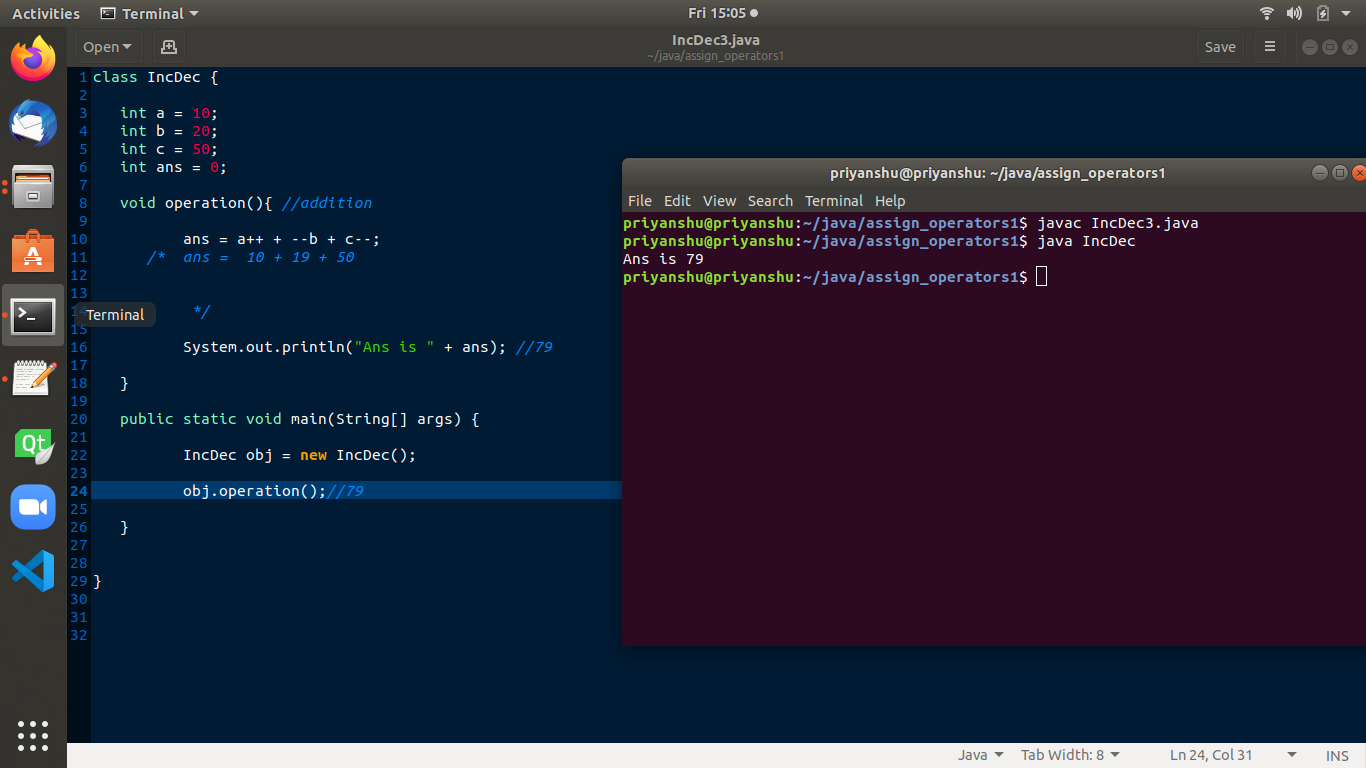 Activities Terminal Fri 15:05
Open IncDec3.java Save
~/java/assign_operators1
1 class IncDec {
2
3 int a = 10;
4 int b = 20;
5 int c = 50;
6 int ans = 0;
7
8 void operation(){ //addition
9
10 ans = a++ + --b + c--;
11 /* ans = 10 + 19 + 50
12
13
14 */
15
16 System.out.println("Ans is " + ans); //79
17
18 }
19
20 public static void main(String[] args) {
21
22 IncDec obj = new IncDec();
23
24 obj.operation();//79
25
26 }
27
28
29 }
30
31
32
Terminal
priyanshu@priyanshu: ~/java/assign_operators1
File Edit View Search Terminal Help
priyanshu@priyanshu:~/java/assign_operators1$ javac IncDec3.java
priyanshu@priyanshu:~/java/assign_operators1$ java IncDec
Ans is 79
priyanshu@priyanshu:~/java/assign_operators1$
Qt
Java Tab Width: 8 Ln 24, Col 31 INS